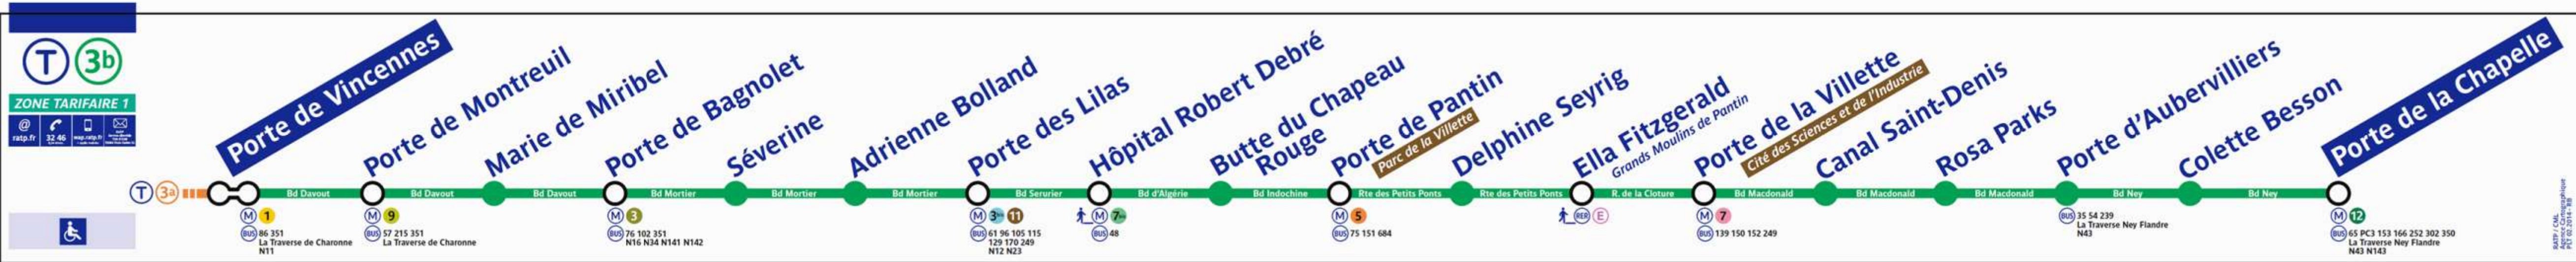 T 3b
ZONE TARIFAIRE 1
@ ratp.fr
32 46
wap.ratp.fr
Porte de Vincennes
Porte de Montreuil
Marie de Miribel
Porte de Bagnolet
Séverine
Adrienne Bolland
Porte des Lilas
Hôpital Robert Debré
Butte du Chapeau
Rouge
Porte de Pantin
Parc de la Villette
Delphine Seyrig
Ella Fitzgerald
Grands Moulins de Pantin
Porte de la Villette
Cité des Sciences et de l'Industrie
Canal Saint-Denis
Rosa Parks
Porte d'Aubervilliers
Colette Besson
Porte de la Chapelle
T 3a
Bd Davout
Bd Davout
Bd Davout
Bd Mortier
Bd Mortier
Bd Mortier
Bd Serurier
Bd d'Algérie
Bd Indochine
Rte des Petits Ponts
Rte des Petits Ponts
R. de la Cloture
Bd Macdonald
Bd Macdonald
Bd Macdonald
Bd Ney
Bd Ney
M 1
BUS 86 351
La Traverse de Charonne
N11
M 9
BUS 57 215 351
La Traverse de Charonne
M 3
BUS 76 102 351
N16 N34 N141 N142
M 3bis 11
BUS 61 96 105 115
129 170 249
N12 N23
M 7bis
BUS 48
M 5
BUS 75 151 684
RER E
M 7
BUS 139 150 152 249
BUS 35 54 239
La Traverse Ney Flandre
N43
M 12
BUS 65 PC3 153 166 252 302 350
La Traverse Ney Flandre
N43 N143
RATP / CML
Agence Cartographique